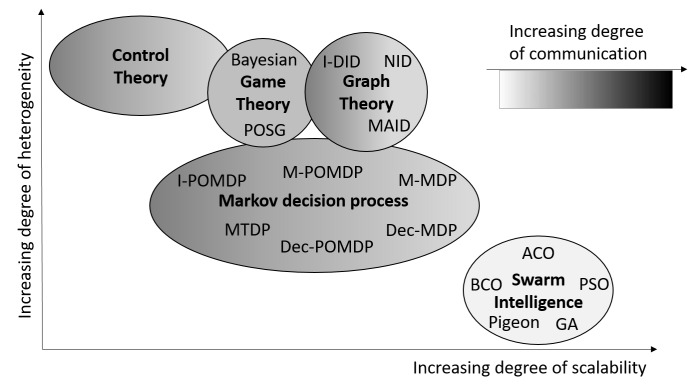 Increasing degree of heterogeneity
Control
Theory
Bayesian
Game
Theory
POSG
I-DID NID
Graph
Theory
MAID
Increasing degree
of communication
M-POMDP
I-POMDP
M-MDP
Markov decision process
MTDP
Dec-MDP
Dec-POMDP
ACO
BCO Swarm PSO
Intelligence
Pigeon GA
Increasing degree of scalability